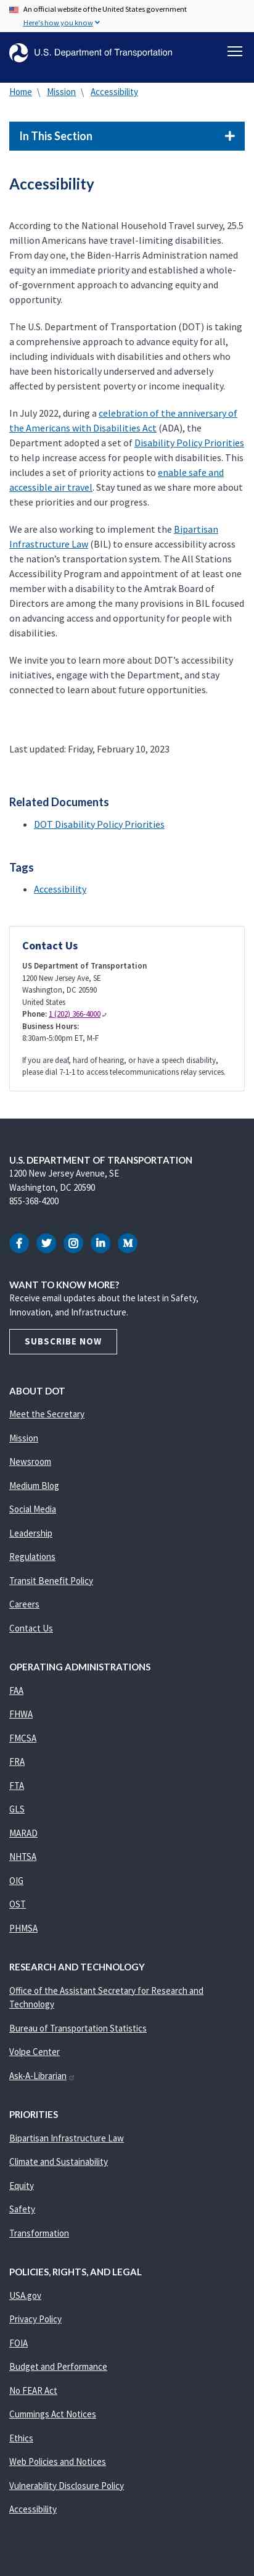 An official website of the United States government
Here's how you know
U.S. Department of Transportation
Home \ Mission \ Accessibility
In This Section
Accessibility
According to the National Household Travel survey, 25.5
million Americans have travel-limiting disabilities.
From day one, the Biden-Harris Administration named
equity an immediate priority and established a whole-
of-government approach to advancing equity and
civil rights.
The U.S. Department of Transportation (DOT) is taking
a comprehensive approach to advance equity for all,
including individuals with disabilities and others who
have been historically underserved and adversely
affected by persistent poverty or income inequality.
In July 2022, during a celebration of the anniversary of
the Americans with Disabilities Act (ADA), the
Department adopted a set of Disability Policy Priorities
to help increase access for people with disabilities. This
includes a set of priority actions to enable safe and
accessible air travel. Stay tuned as we share more about
these priorities and our progress.
We are also working to implement the Bipartisan
Infrastructure Law (BIL) to ensure accessibility across
the nation's transportation system. The All Stations
Accessibility Program and appointment of at least one
member with a disability to the Amtrak Board of
Directors are among the many provisions in BIL focused
on advancing access and opportunity for people with
disabilities.
We invite you to learn more about DOT's accessibility
initiatives, engage with the Department, and stay
connected to learn about future opportunities.
Last updated: Friday, February 10, 2023
Related Documents
DOT Disability Policy Priorities
Tags
Accessibility
Contact Us
US Department of Transportation
1200 New Jersey Ave, SE
Washington, DC 20590
United States
Phone: 1 (202) 366-4000
Business Hours:
8:30am-5:00pm ET, M-F
If you are deaf, hard of hearing, or have a speech disability,
please dial 7-1-1 to access telecommunications relay services.
U.S. DEPARTMENT OF TRANSPORTATION
1200 New Jersey Avenue, SE
Washington, DC 20590
855-368-4200
WANT TO KNOW MORE?
Receive email updates about the latest in Safety,
Innovation, and Infrastructure.
SUBSCRIBE NOW
ABOUT DOT
Meet the Secretary
Mission
Newsroom
Medium Blog
Social Media
Leadership
Regulations
Transit Benefit Policy
Careers
Contact Us
OPERATING ADMINISTRATIONS
FAA
FHWA
FMCSA
FRA
FTA
GLS
MARAD
NHTSA
OIG
OST
PHMSA
RESEARCH AND TECHNOLOGY
Office of the Assistant Secretary for Research and
Technology
Bureau of Transportation Statistics
Volpe Center
Ask-A-Librarian
PRIORITIES
Bipartisan Infrastructure Law
Climate and Sustainability
Equity
Safety
Transformation
POLICIES, RIGHTS, AND LEGAL
USA.gov
Privacy Policy
FOIA
Budget and Performance
No FEAR Act
Cummings Act Notices
Ethics
Web Policies and Notices
Vulnerability Disclosure Policy
Accessibility